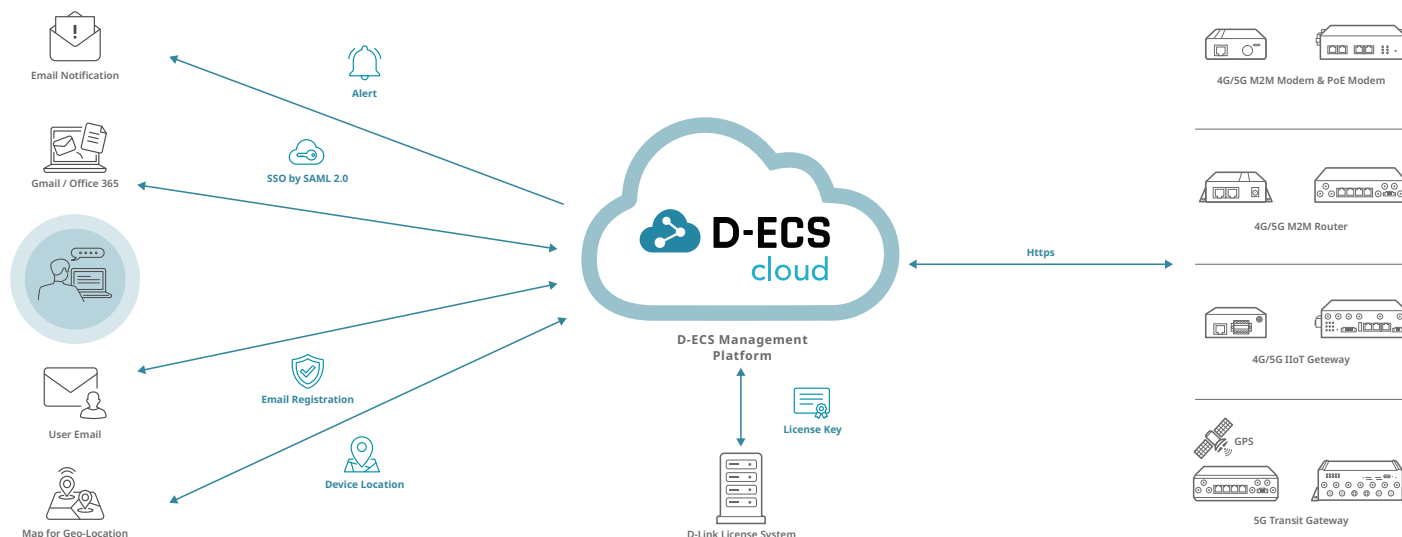 Email Notification
Alert
SSO by SAML 2.0
Gmail / Office 365
Email Registration
User Email
Device Location
Map for Geo-Location
D-ECS
cloud
D-ECS Management
Platform
License Key
D-Link License System
Https
4G/5G M2M Modem & PoE Modem
4G/5G M2M Router
4G/5G IIoT Geteway
GPS
5G Transit Gateway